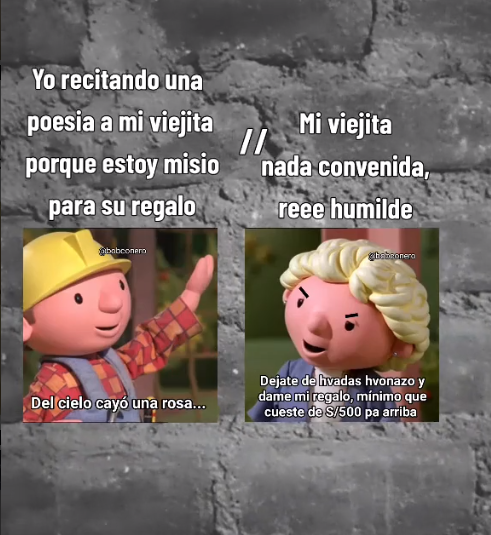 Yo recitando una
poesia a mi viejita
porque estoy misio
para su regalo
//
Mi viejita
nada convenida,
reee humilde
@bobconero
Del cielo cayó una rosa...
@bobconero
Dejate de hvadas hvonazo y
dame mi regalo, mínimo que
cueste de S/500 pa arriba